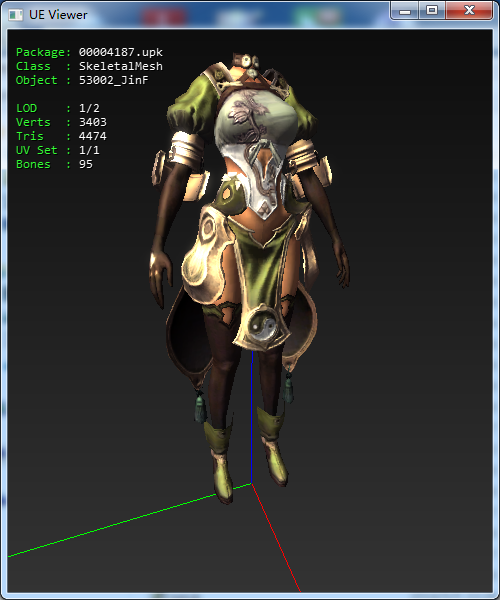 UE Viewer
Package: 00004187.upk
Class  : SkeletalMesh
Object : 53002_JinF
LOD    : 1/2
Verts  : 3403
Tris   : 4474
UV Set : 1/1
Bones  : 95